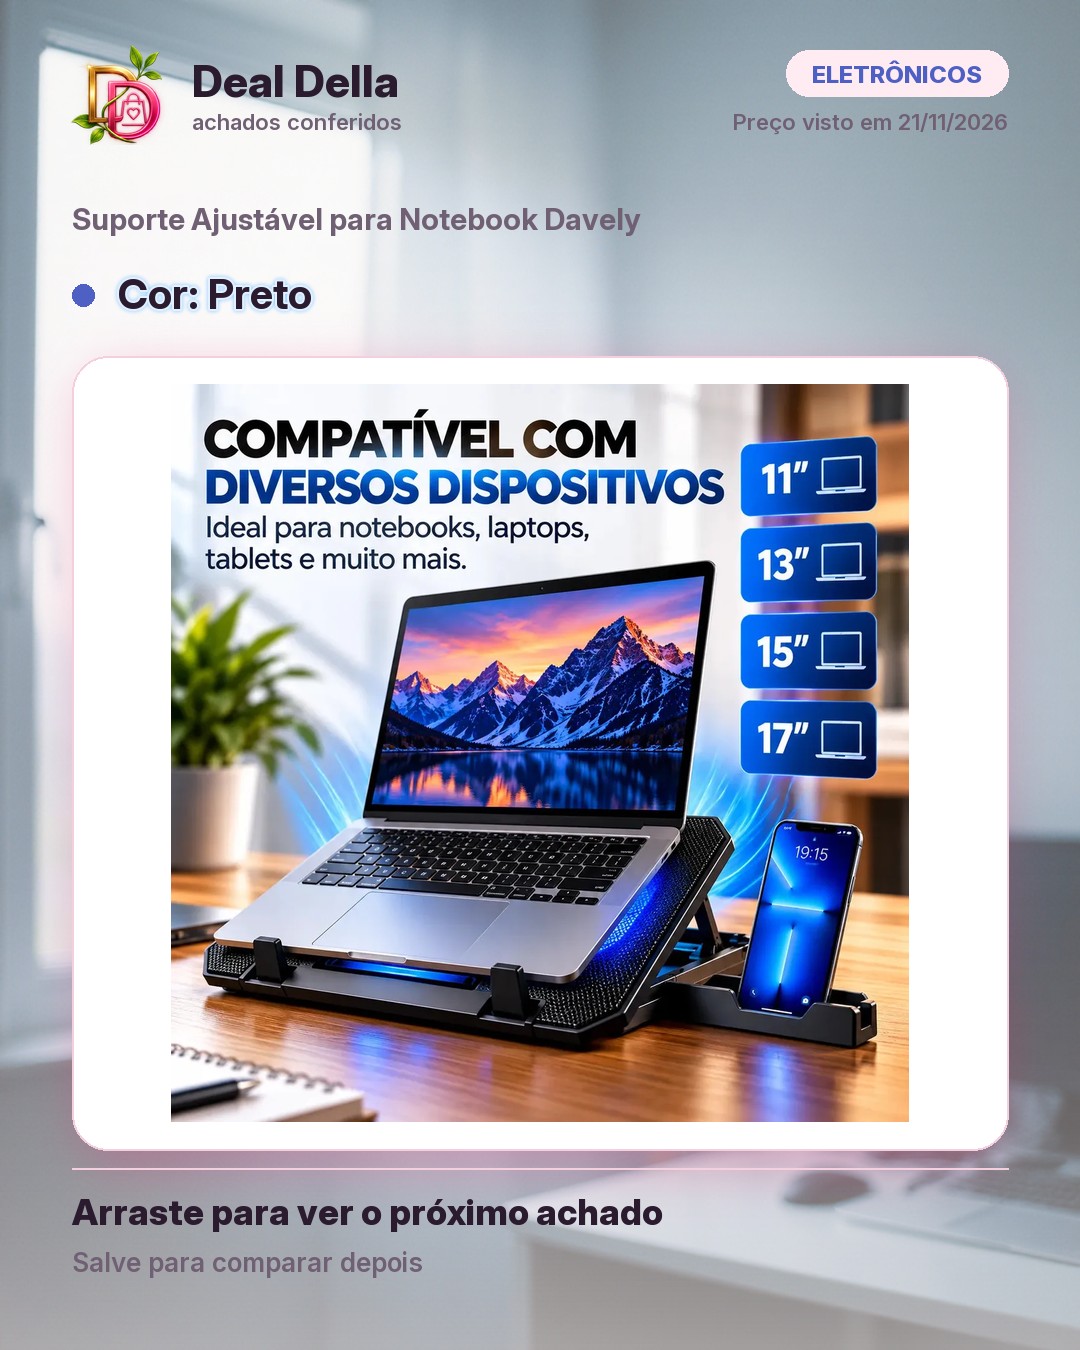 Deal Della
achados conferidos
ELETRÔNICOS
Preço visto em 21/11/2026
Suporte Ajustável para Notebook Davely
Cor: Preto
COMPATÍVEL COM
DIVERSOS DISPOSITIVOS
Ideal para notebooks, laptops,
tablets e muito mais.
11”
13”
15”
17”
19:15
Arraste para ver o próximo achado
Salve para comparar depois